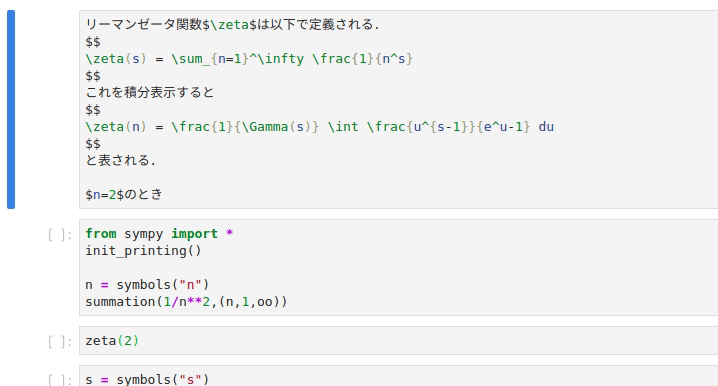 リーマンゼータ関数$\zeta$は以下で定義される.
$$
\zeta(s) = \sum_{n=1}^\infty \frac{1}{n^s}
$$
これを積分表示すると
$$
\zeta(n) = \frac{1}{\Gamma(s)} \int \frac{u^{s-1}}{e^u-1} du
$$
と表される.
$n=2$のとき
[ ]: from sympy import *
init_printing()
n = symbols("n")
summation(1/n**2,(n,1,oo))
[ ]: zeta(2)
[ ]: s = symbols("s")